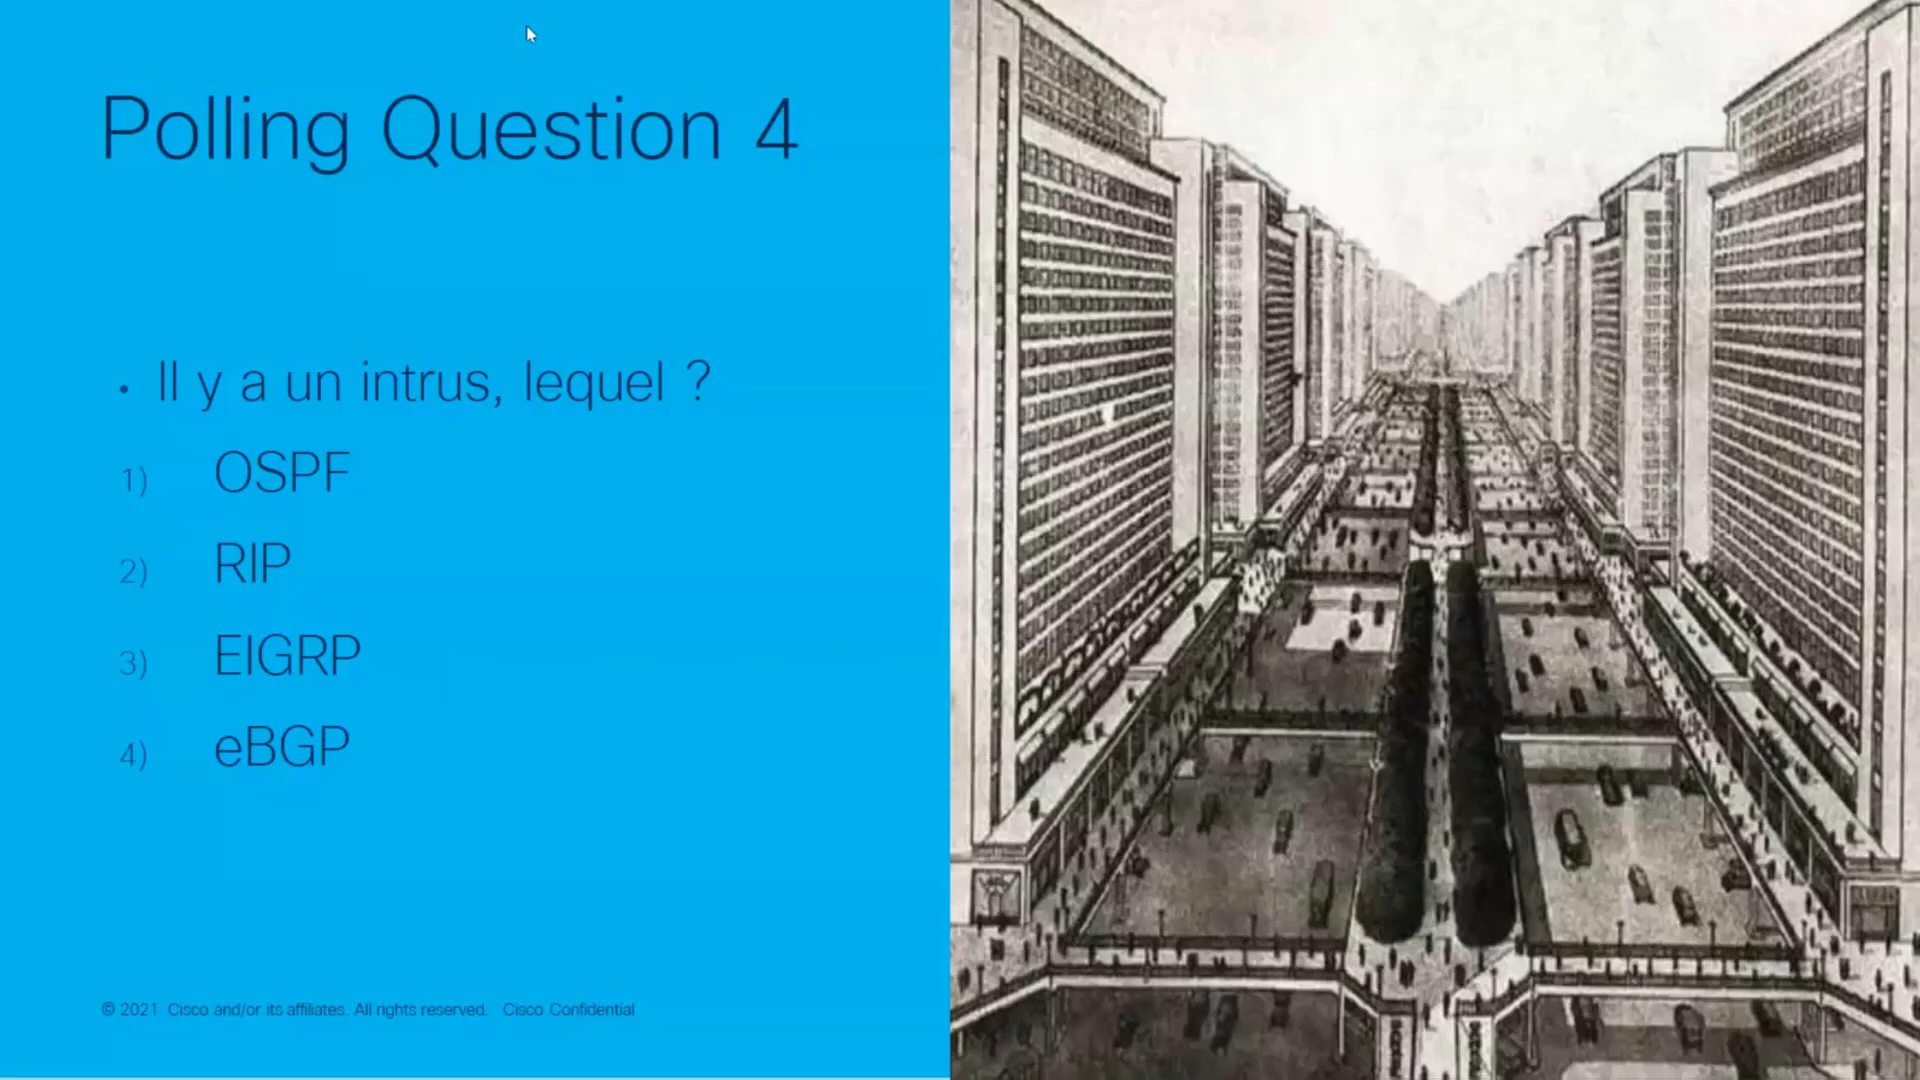 Polling Question 4
• Il y a un intrus, lequel ?
1) OSPF
2) RIP
3) EIGRP
4) eBGP
© 2021 Cisco and/or its affiliates. All rights reserved. Cisco Confidential